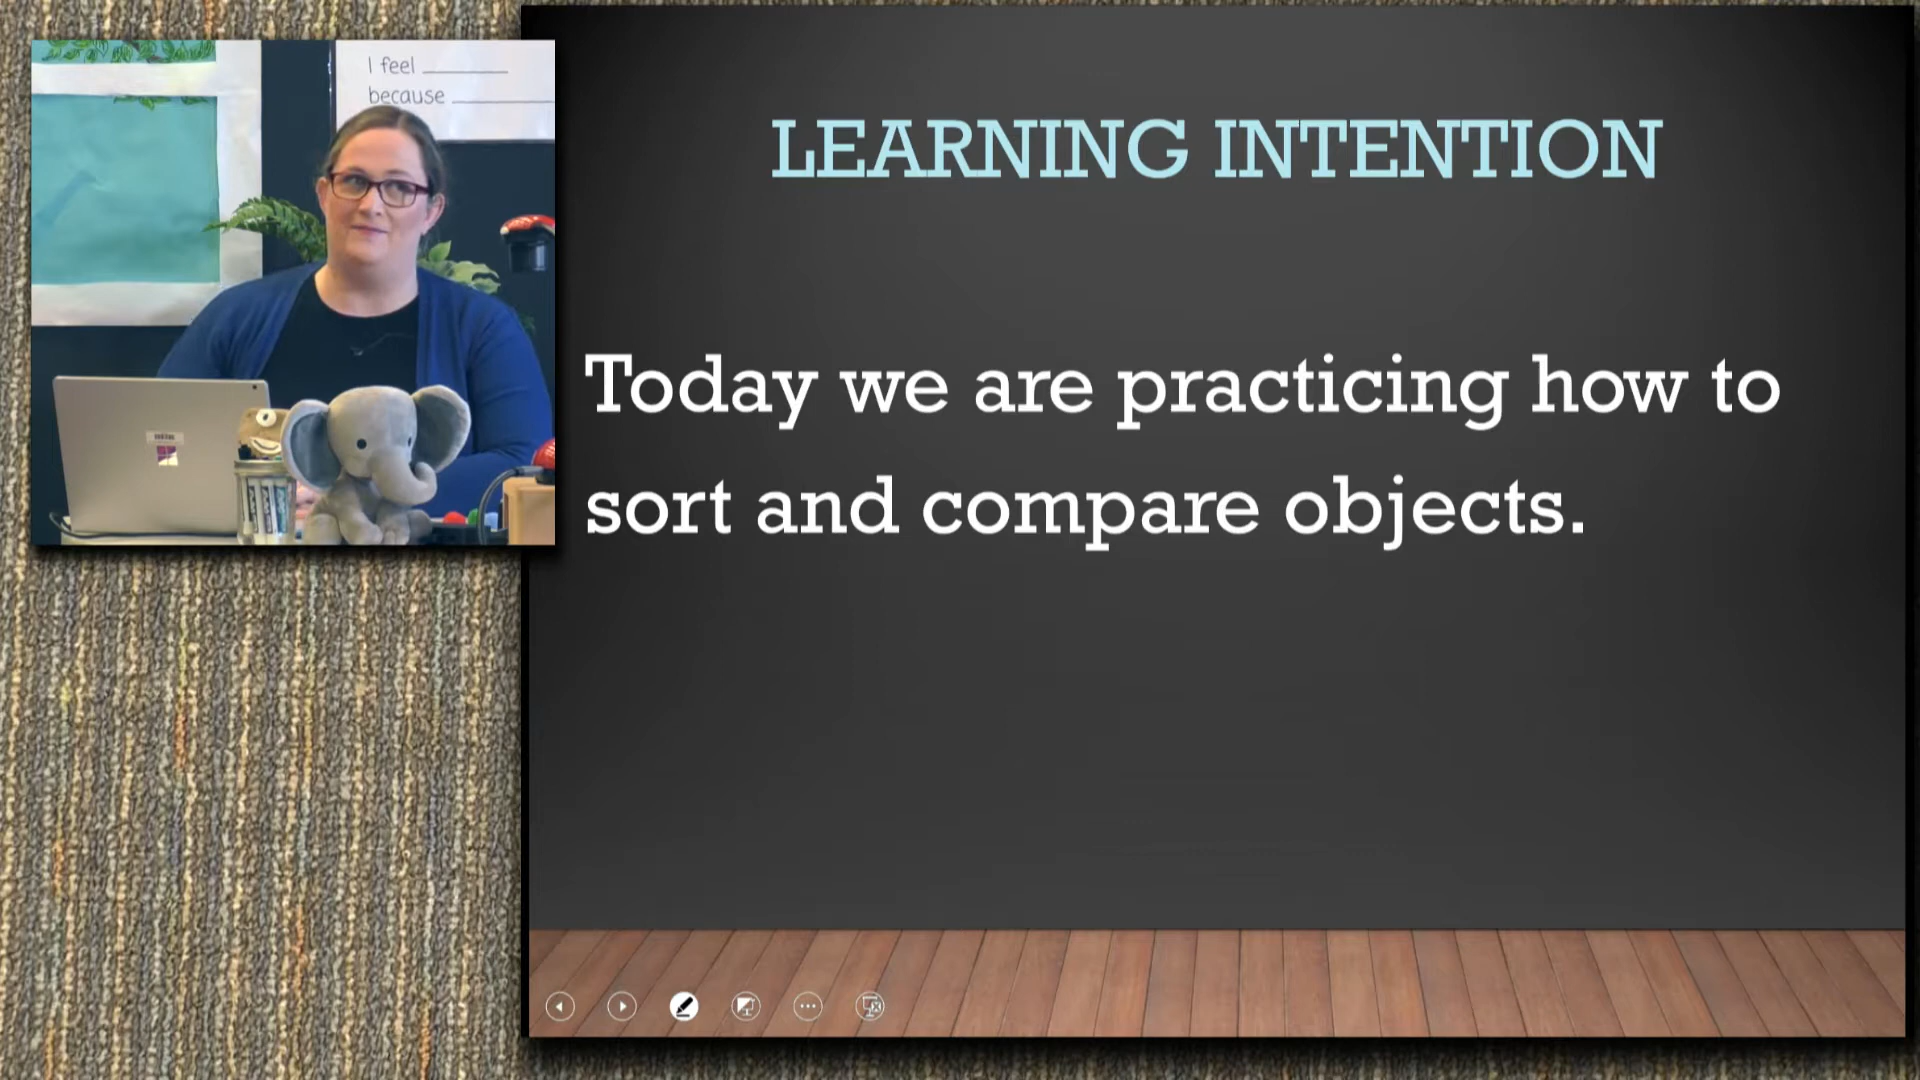 I feel
because
LEARNING INTENTION
Today we are practicing how to
sort and compare objects.